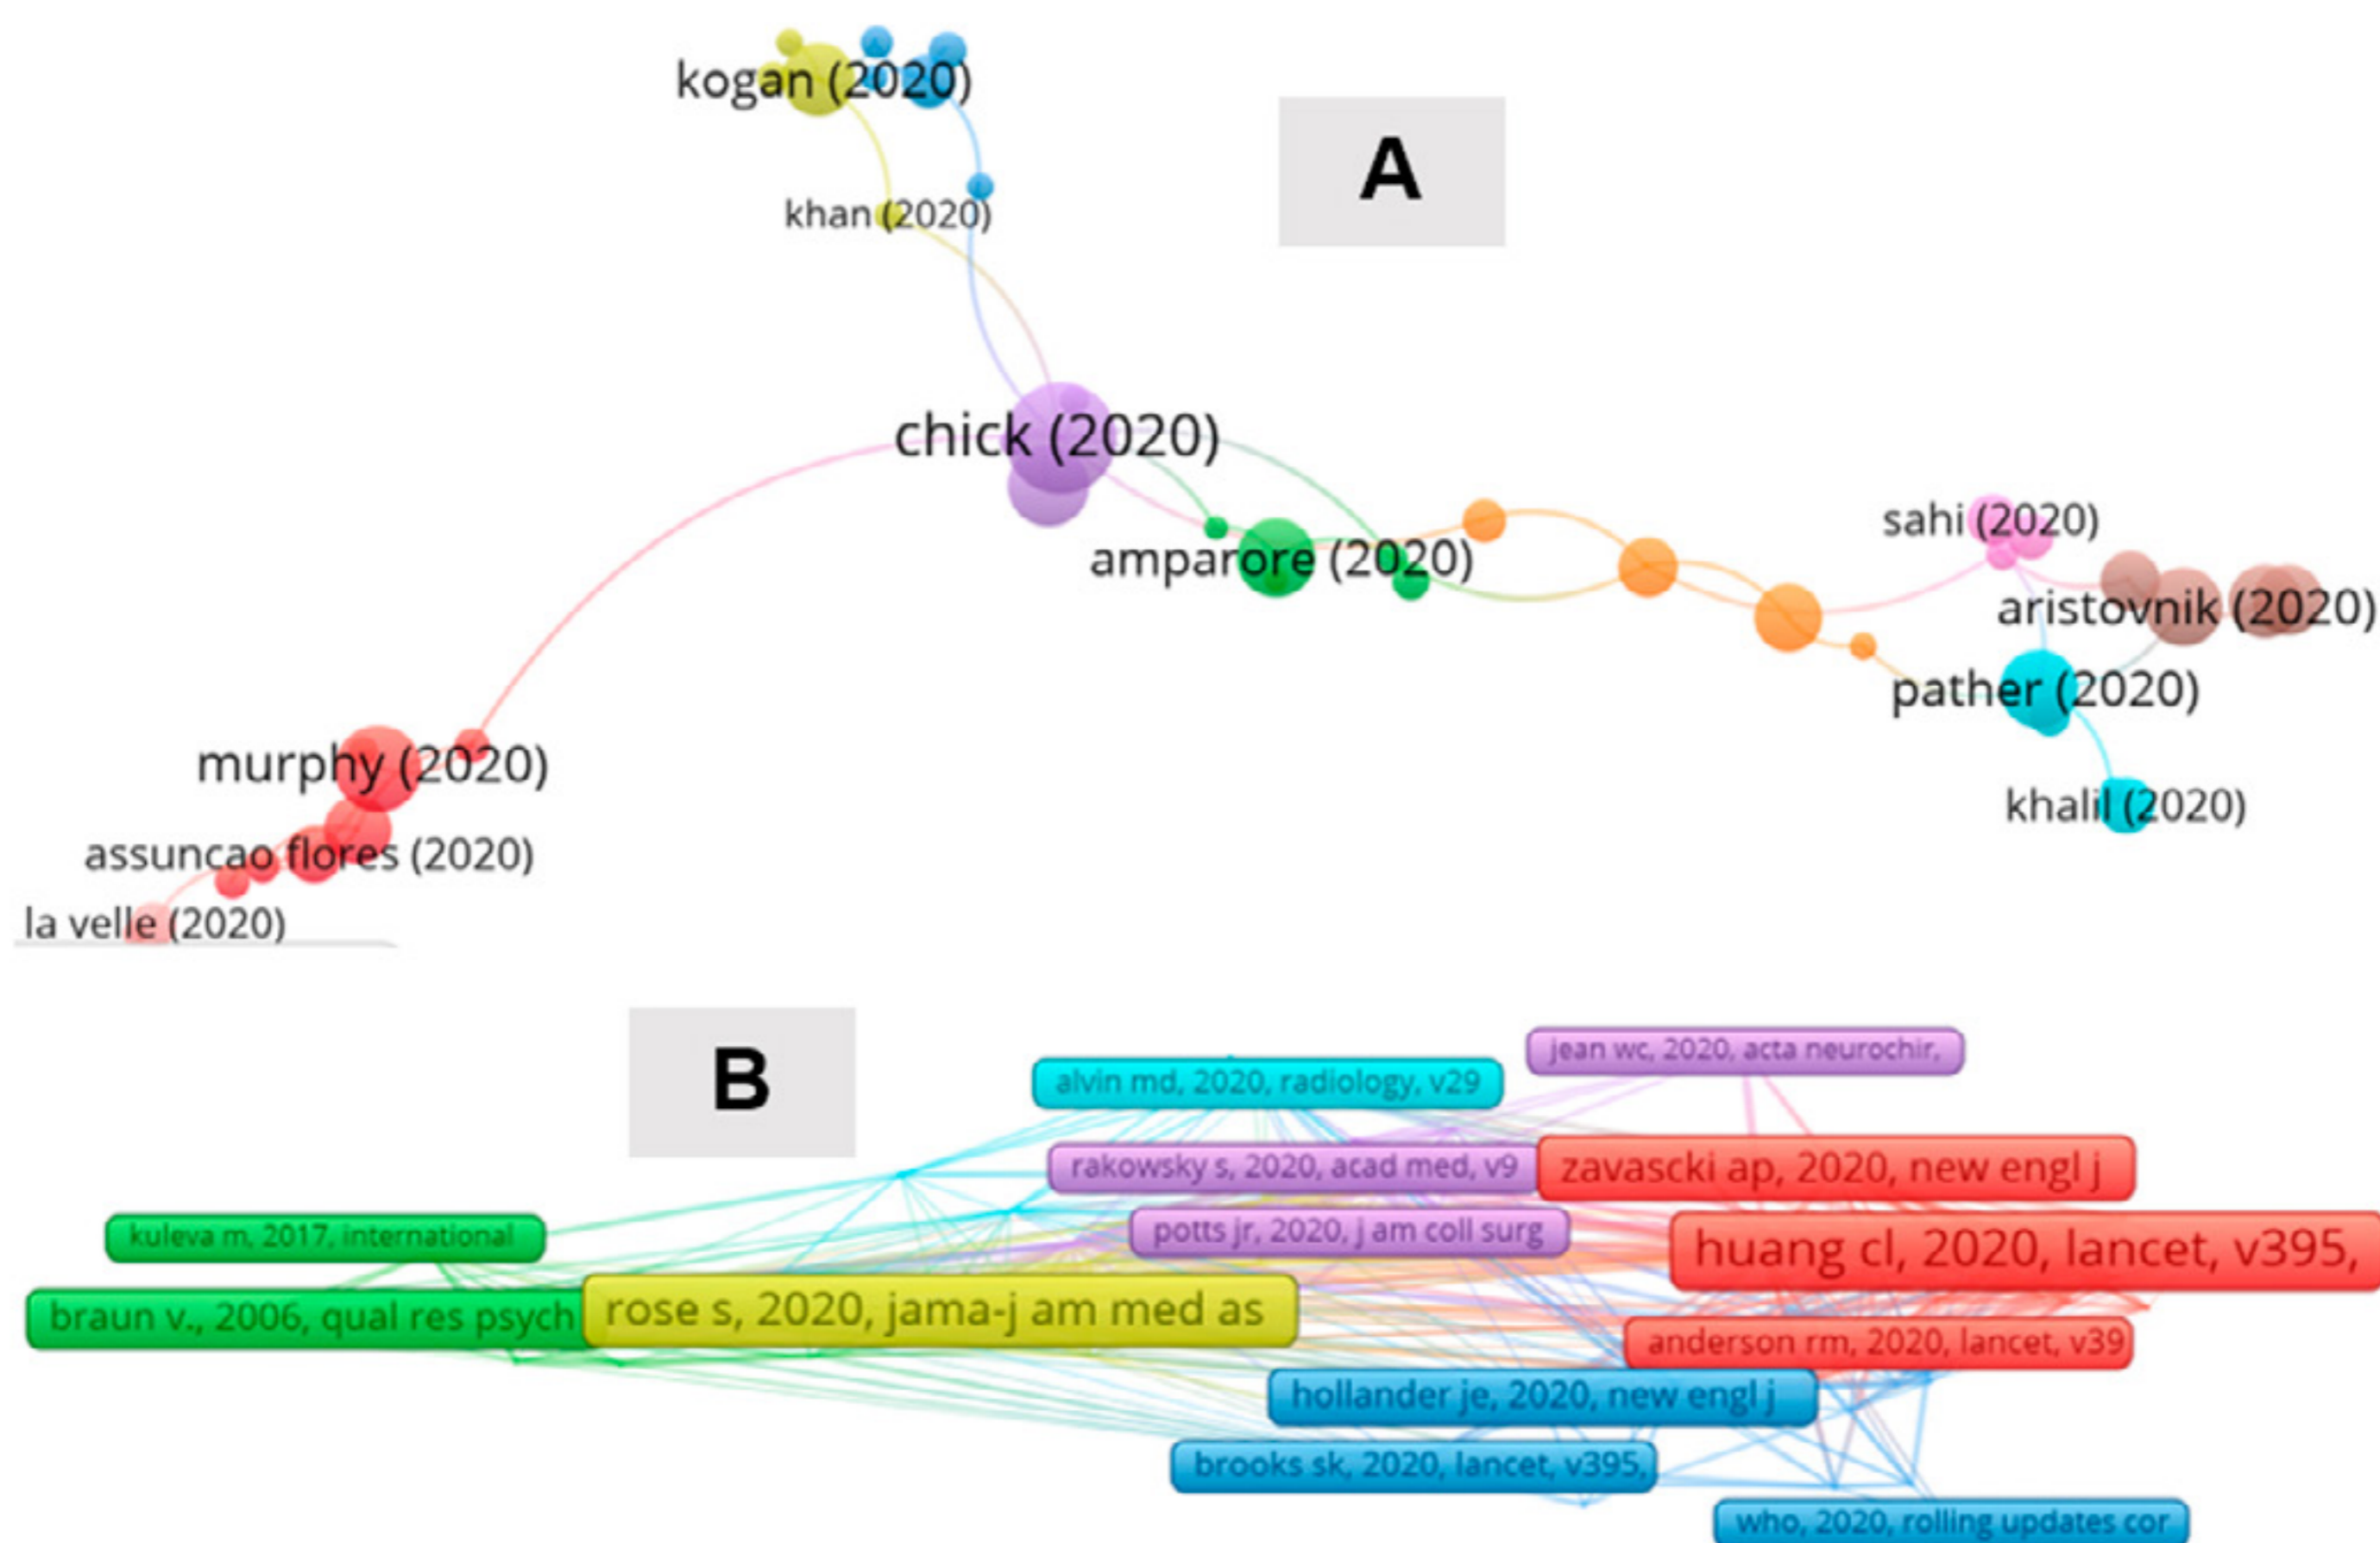 kogan (2020)
A
khan (2020)
chick (2020)
sahi (2020)
amparore (2020)
aristovnik (2020)
pather (2020)
murphy (2020)
khalil (2020)
assuncao flores (2020)
la velle (2020)
B
jean wc, 2020, acta neurochir,
alvin md, 2020, radiology, v29
rakowsky s, 2020, acad med, v9
zavascki ap, 2020, new engl j
kuleva m, 2017, international
potts jr, 2020, j am coll surg
huang cl, 2020, lancet, v395,
braun v., 2006, qual res psych
rose s, 2020, jama-j am med as
anderson rm, 2020, lancet, v39
hollander je, 2020, new engl j
brooks sk, 2020, lancet, v395,
who, 2020, rolling updates cor